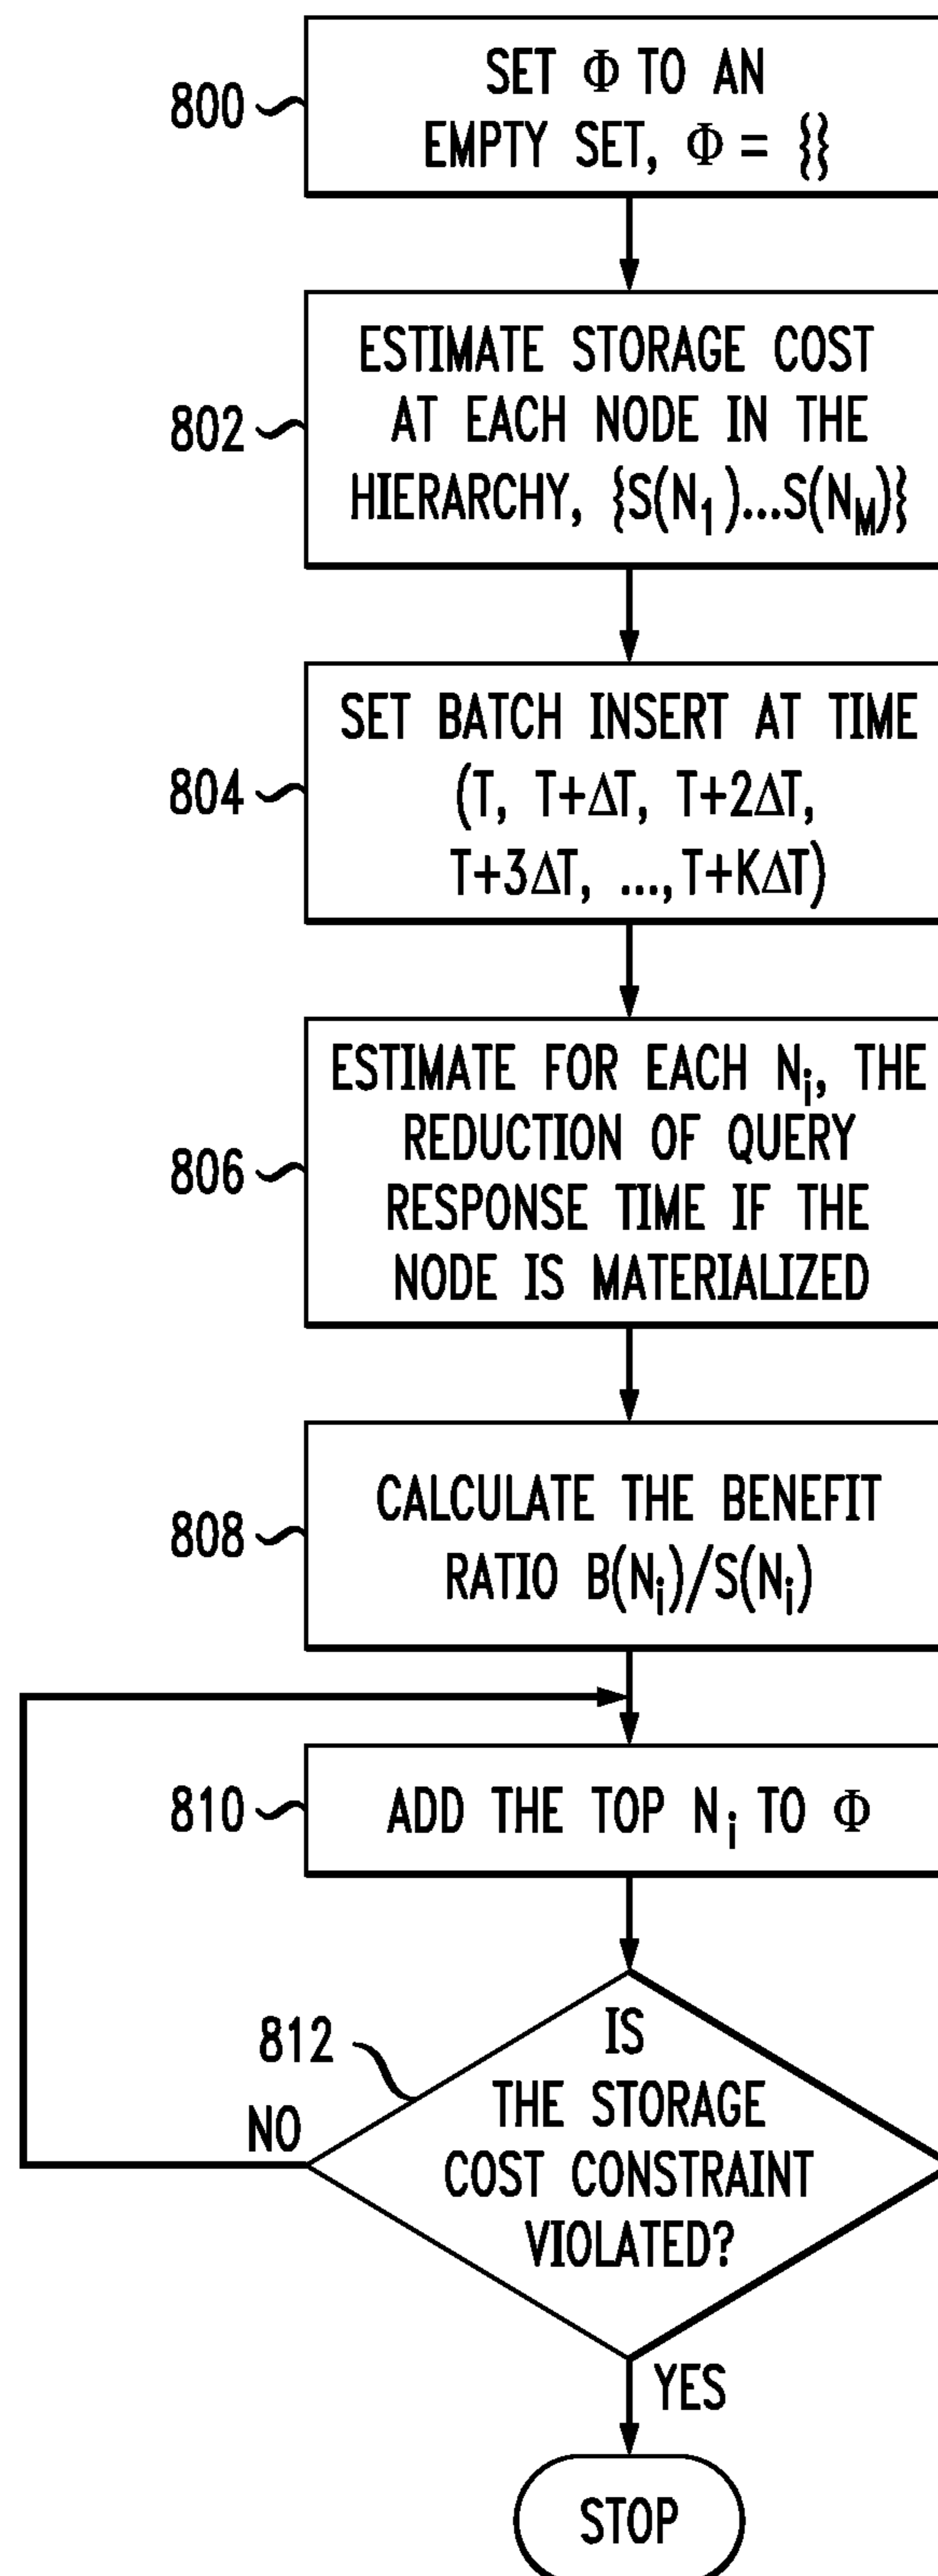 800
SET Φ TO AN
EMPTY SET, Φ = {}
802
ESTIMATE STORAGE COST
AT EACH NODE IN THE
HIERARCHY, {S(N₁)...S(N_M)}
804
SET BATCH INSERT AT TIME
(T, T+ΔT, T+2ΔT,
T+3ΔT, ...,T+KΔT)
806
ESTIMATE FOR EACH Nᵢ, THE
REDUCTION OF QUERY
RESPONSE TIME IF THE
NODE IS MATERIALIZED
808
CALCULATE THE BENEFIT
RATIO B(Nᵢ)/S(Nᵢ)
810
ADD THE TOP Nᵢ TO Φ
812
IS
THE STORAGE
COST CONSTRAINT
VIOLATED?
NO
YES
STOP